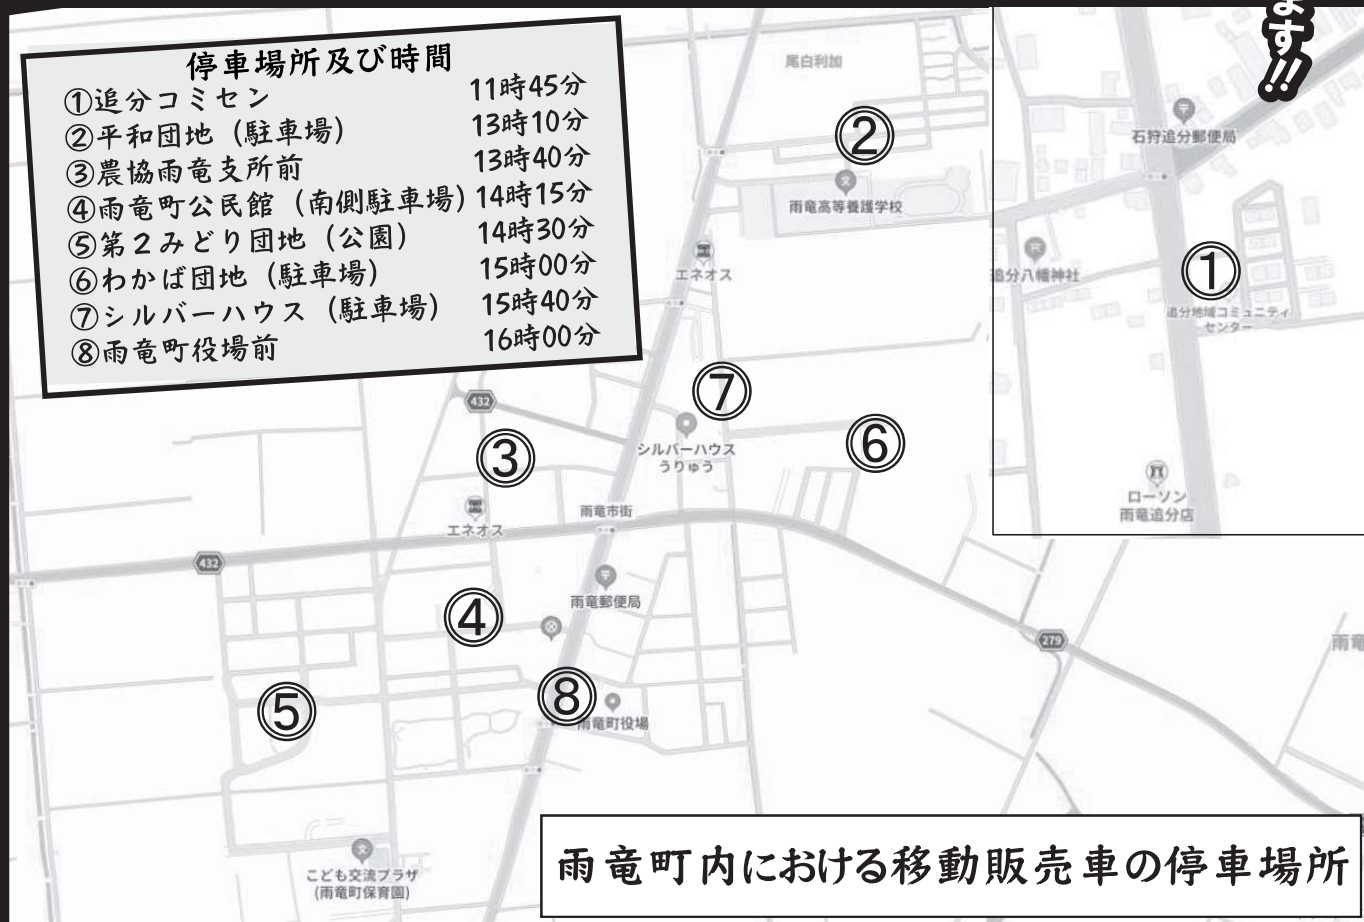 停車場所及び時間
①追分コミセン 11時45分
②平和団地（駐車場） 13時10分
③農協雨竜支所前 13時40分
④雨竜町公民館（南側駐車場） 14時15分
⑤第２みどり団地（公園） 14時30分
⑥わかば団地（駐車場） 15時00分
⑦シルバーハウス（駐車場） 15時40分
⑧雨竜町役場前 16時00分
ます!!
尾白利加
②
雨竜高等養護学校
エネオス
石狩追分郵便局
追分八幡神社
①
追分地域コミュニティ
センター
ローソン
雨竜追分店
⑦
シルバーハウス
うりゅう
⑥
432
③
エネオス
雨竜市街
432
雨竜郵便局
④
279
雨竜
⑤
⑧
雨竜町役場
こども交流プラザ
(雨竜町保育園)
雨竜町内における移動販売車の停車場所